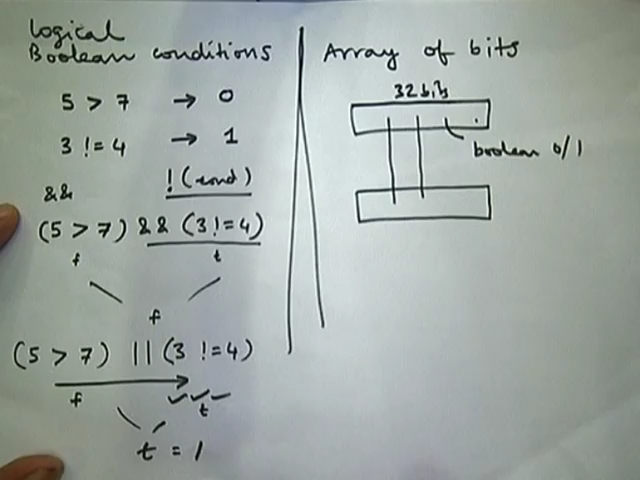 Logical
Boolean conditions
5 > 7 → 0
3 != 4 → 1
&& !(cond)
(5 > 7) && (3 != 4)
f t
f
(5 > 7) || (3 != 4)
f t
t = 1
Array of bits
32 bits
boolean 0/1